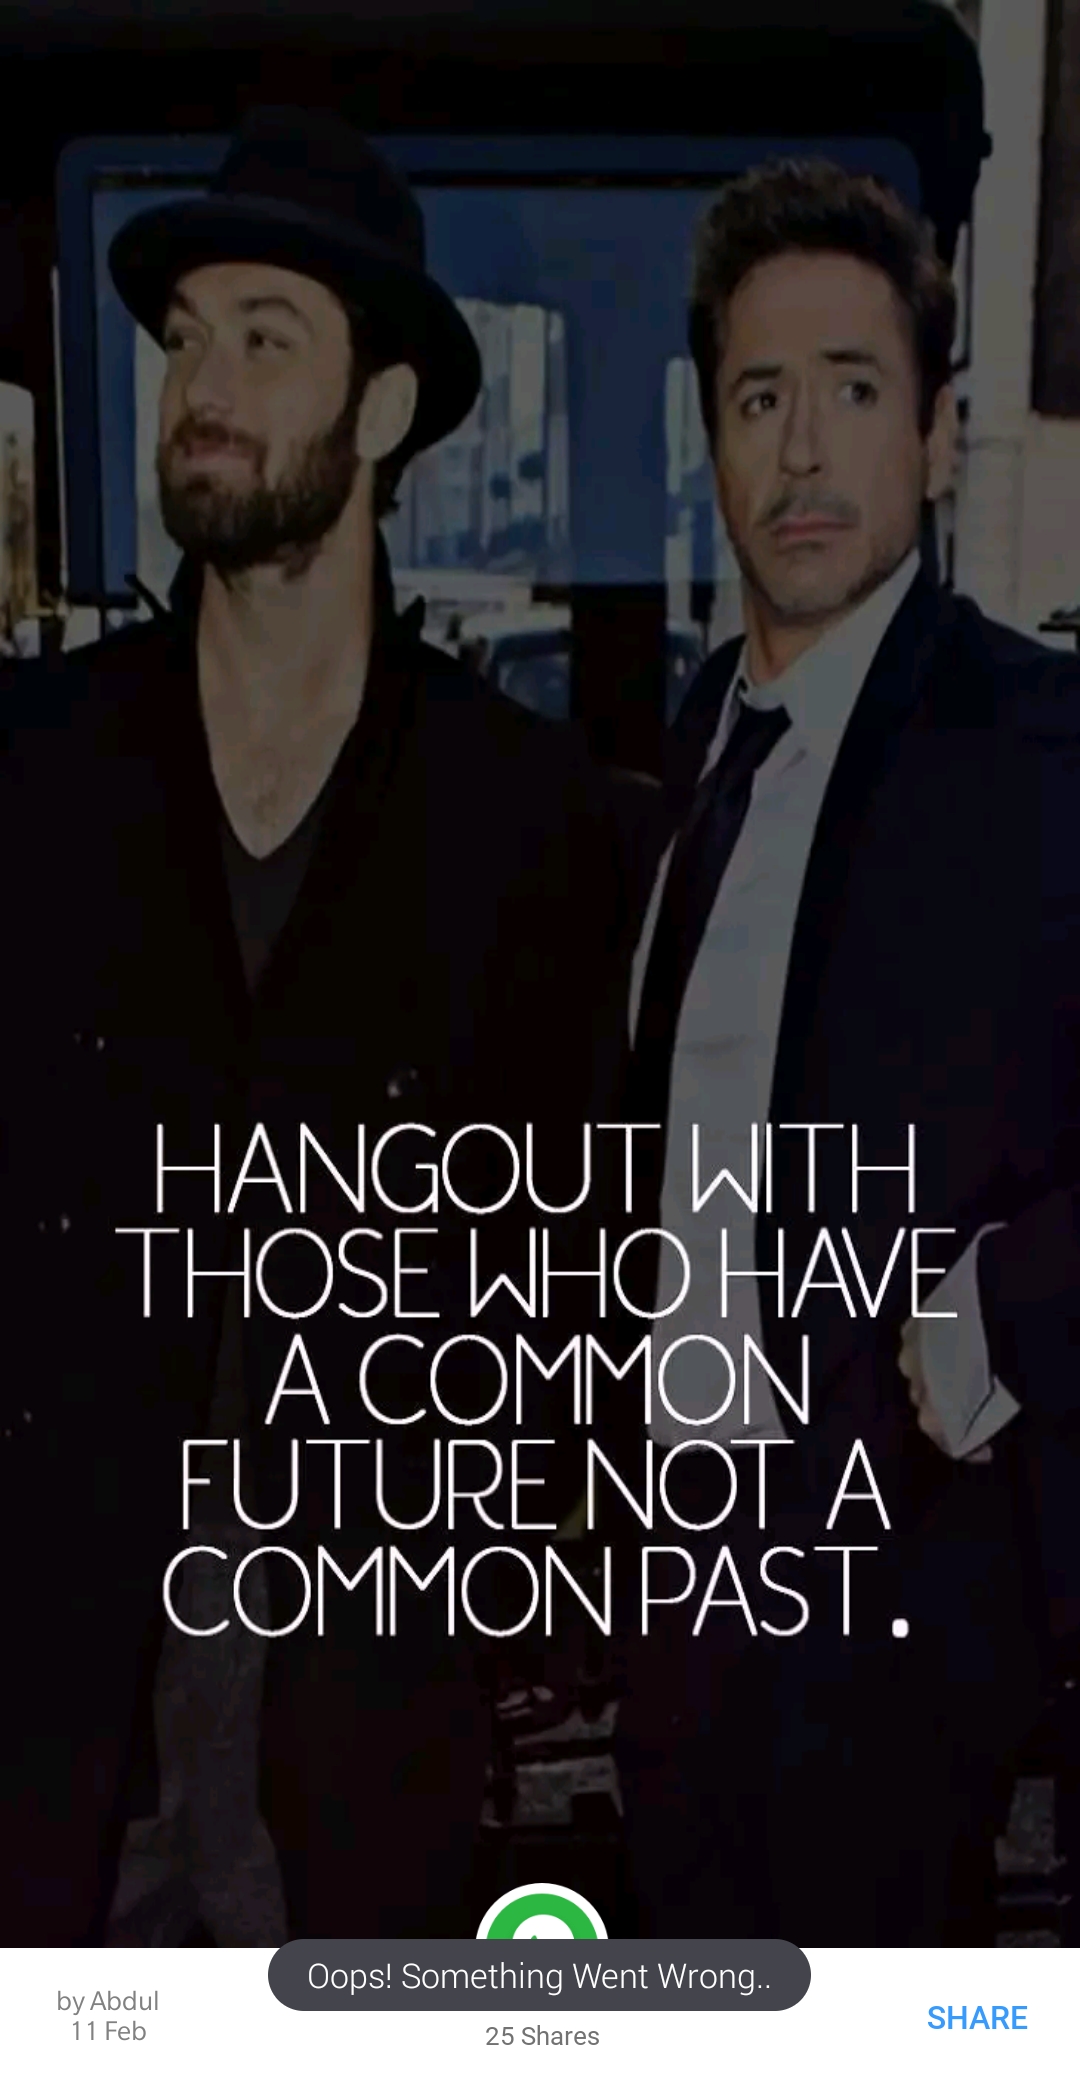 HANGOUT WITH
THOSE WHO HAVE
A COMMON
FUTURE NOT A
COMMON PAST.
Oops! Something Went Wrong..
by Abdul
11 Feb
25 Shares
SHARE